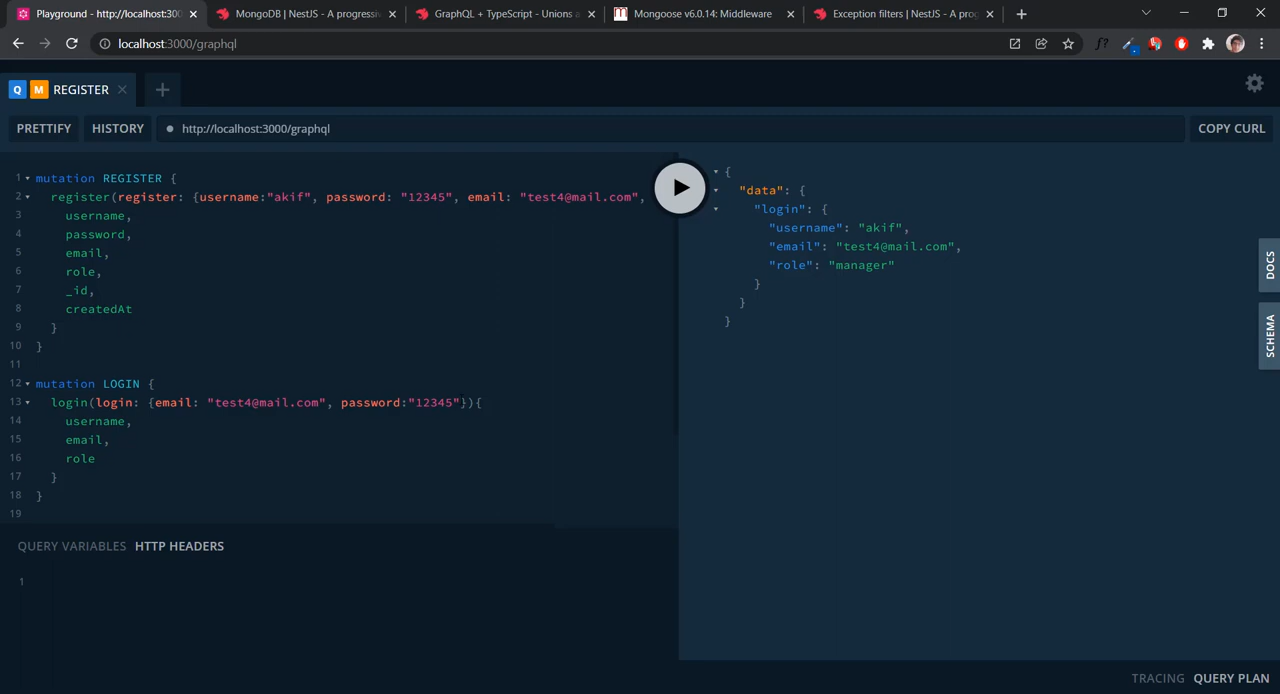 Playground - http://localhost:300
MongoDB | NestJS - A progressiv
GraphQL + TypeScript - Unions a
Mongoose v6.0.14: Middleware
Exception filters | NestJS - A prog
localhost:3000/graphql
f?
Q M REGISTER
PRETTIFY HISTORY http://localhost:3000/graphql COPY CURL
1 mutation REGISTER {
2 register(register: {username:"akif", password: "12345", email: "test4@mail.com",
3 username,
4 password,
5 email,
6 role,
7 _id,
8 createdAt
9 }
10 }
11
12 mutation LOGIN {
13 login(login: {email: "test4@mail.com", password:"12345"}){
14 username,
15 email,
16 role
17 }
18 }
19
{
"data": {
"login": {
"username": "akif",
"email": "test4@mail.com",
"role": "manager"
}
}
}
DOCS
SCHEMA
QUERY VARIABLES HTTP HEADERS
1
TRACING QUERY PLAN